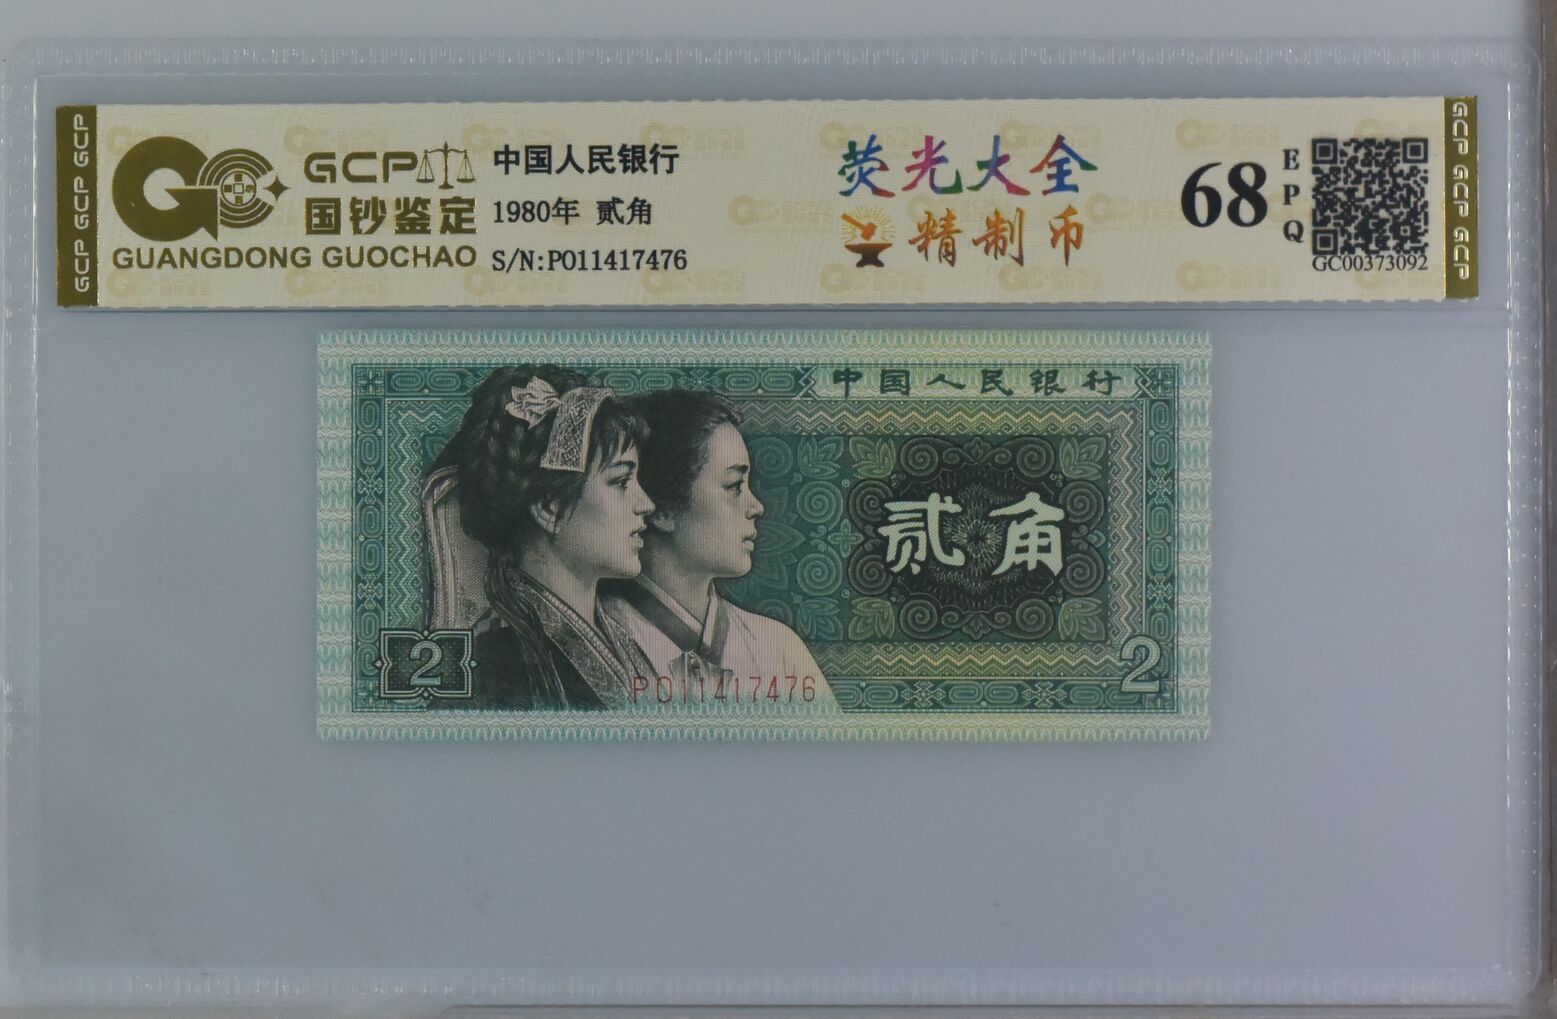 GCP GCP GCP
GCP
国钞鉴定
GUANGDONG GUOCHAO
中国人民银行
1980年 贰角
S/N:PO11417476
荧光大全
精制币
68
EPQ
GC00373092
GCP GCP GCP
中国人民银行
贰角
2
PO11417476
2